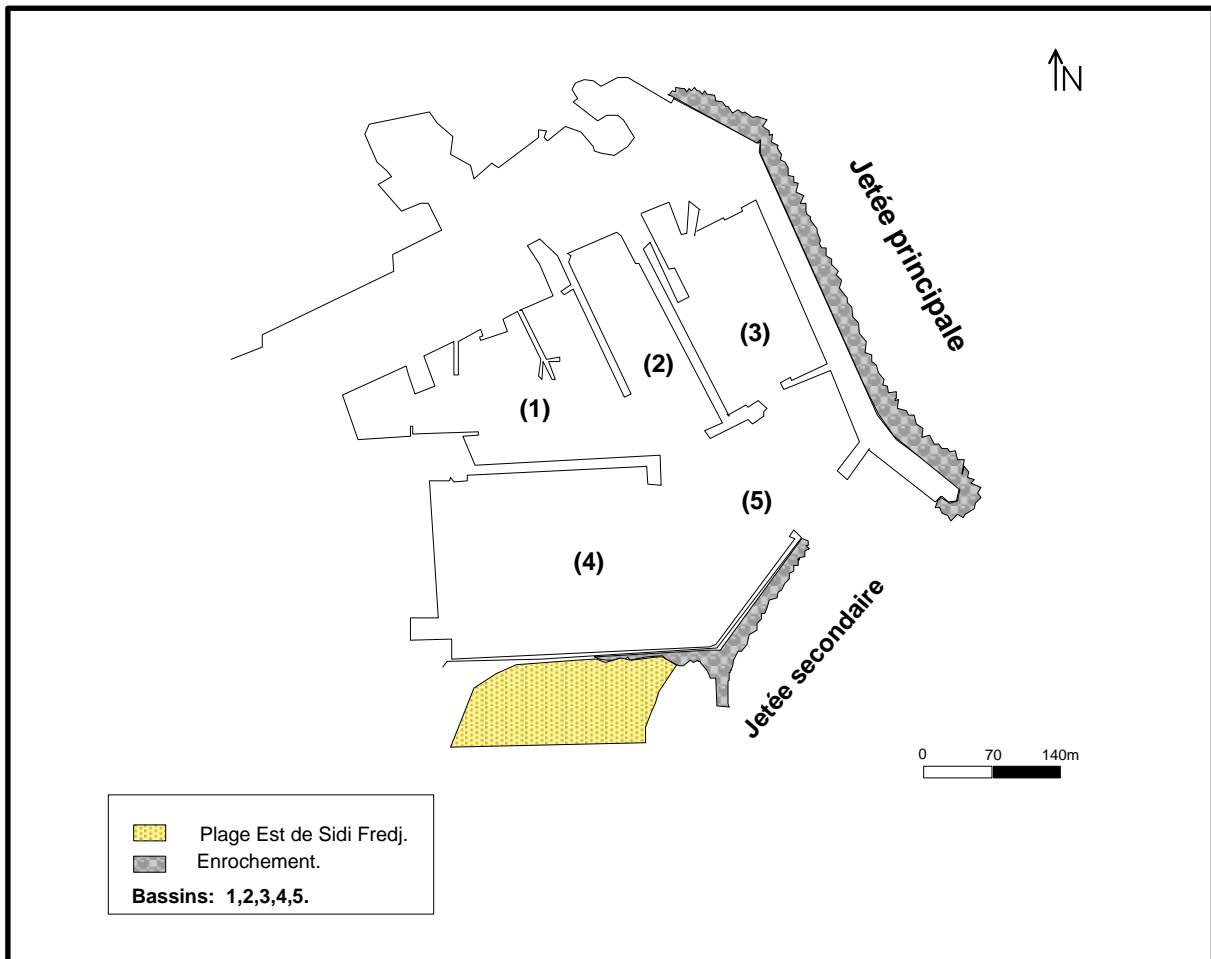 N
Jetée principale
(3)
(2)
(1)
(5)
(4)
Jetée secondaire
0 70 140m
Plage Est de Sidi Fredj.
Enrochement.
Bassins: 1,2,3,4,5.